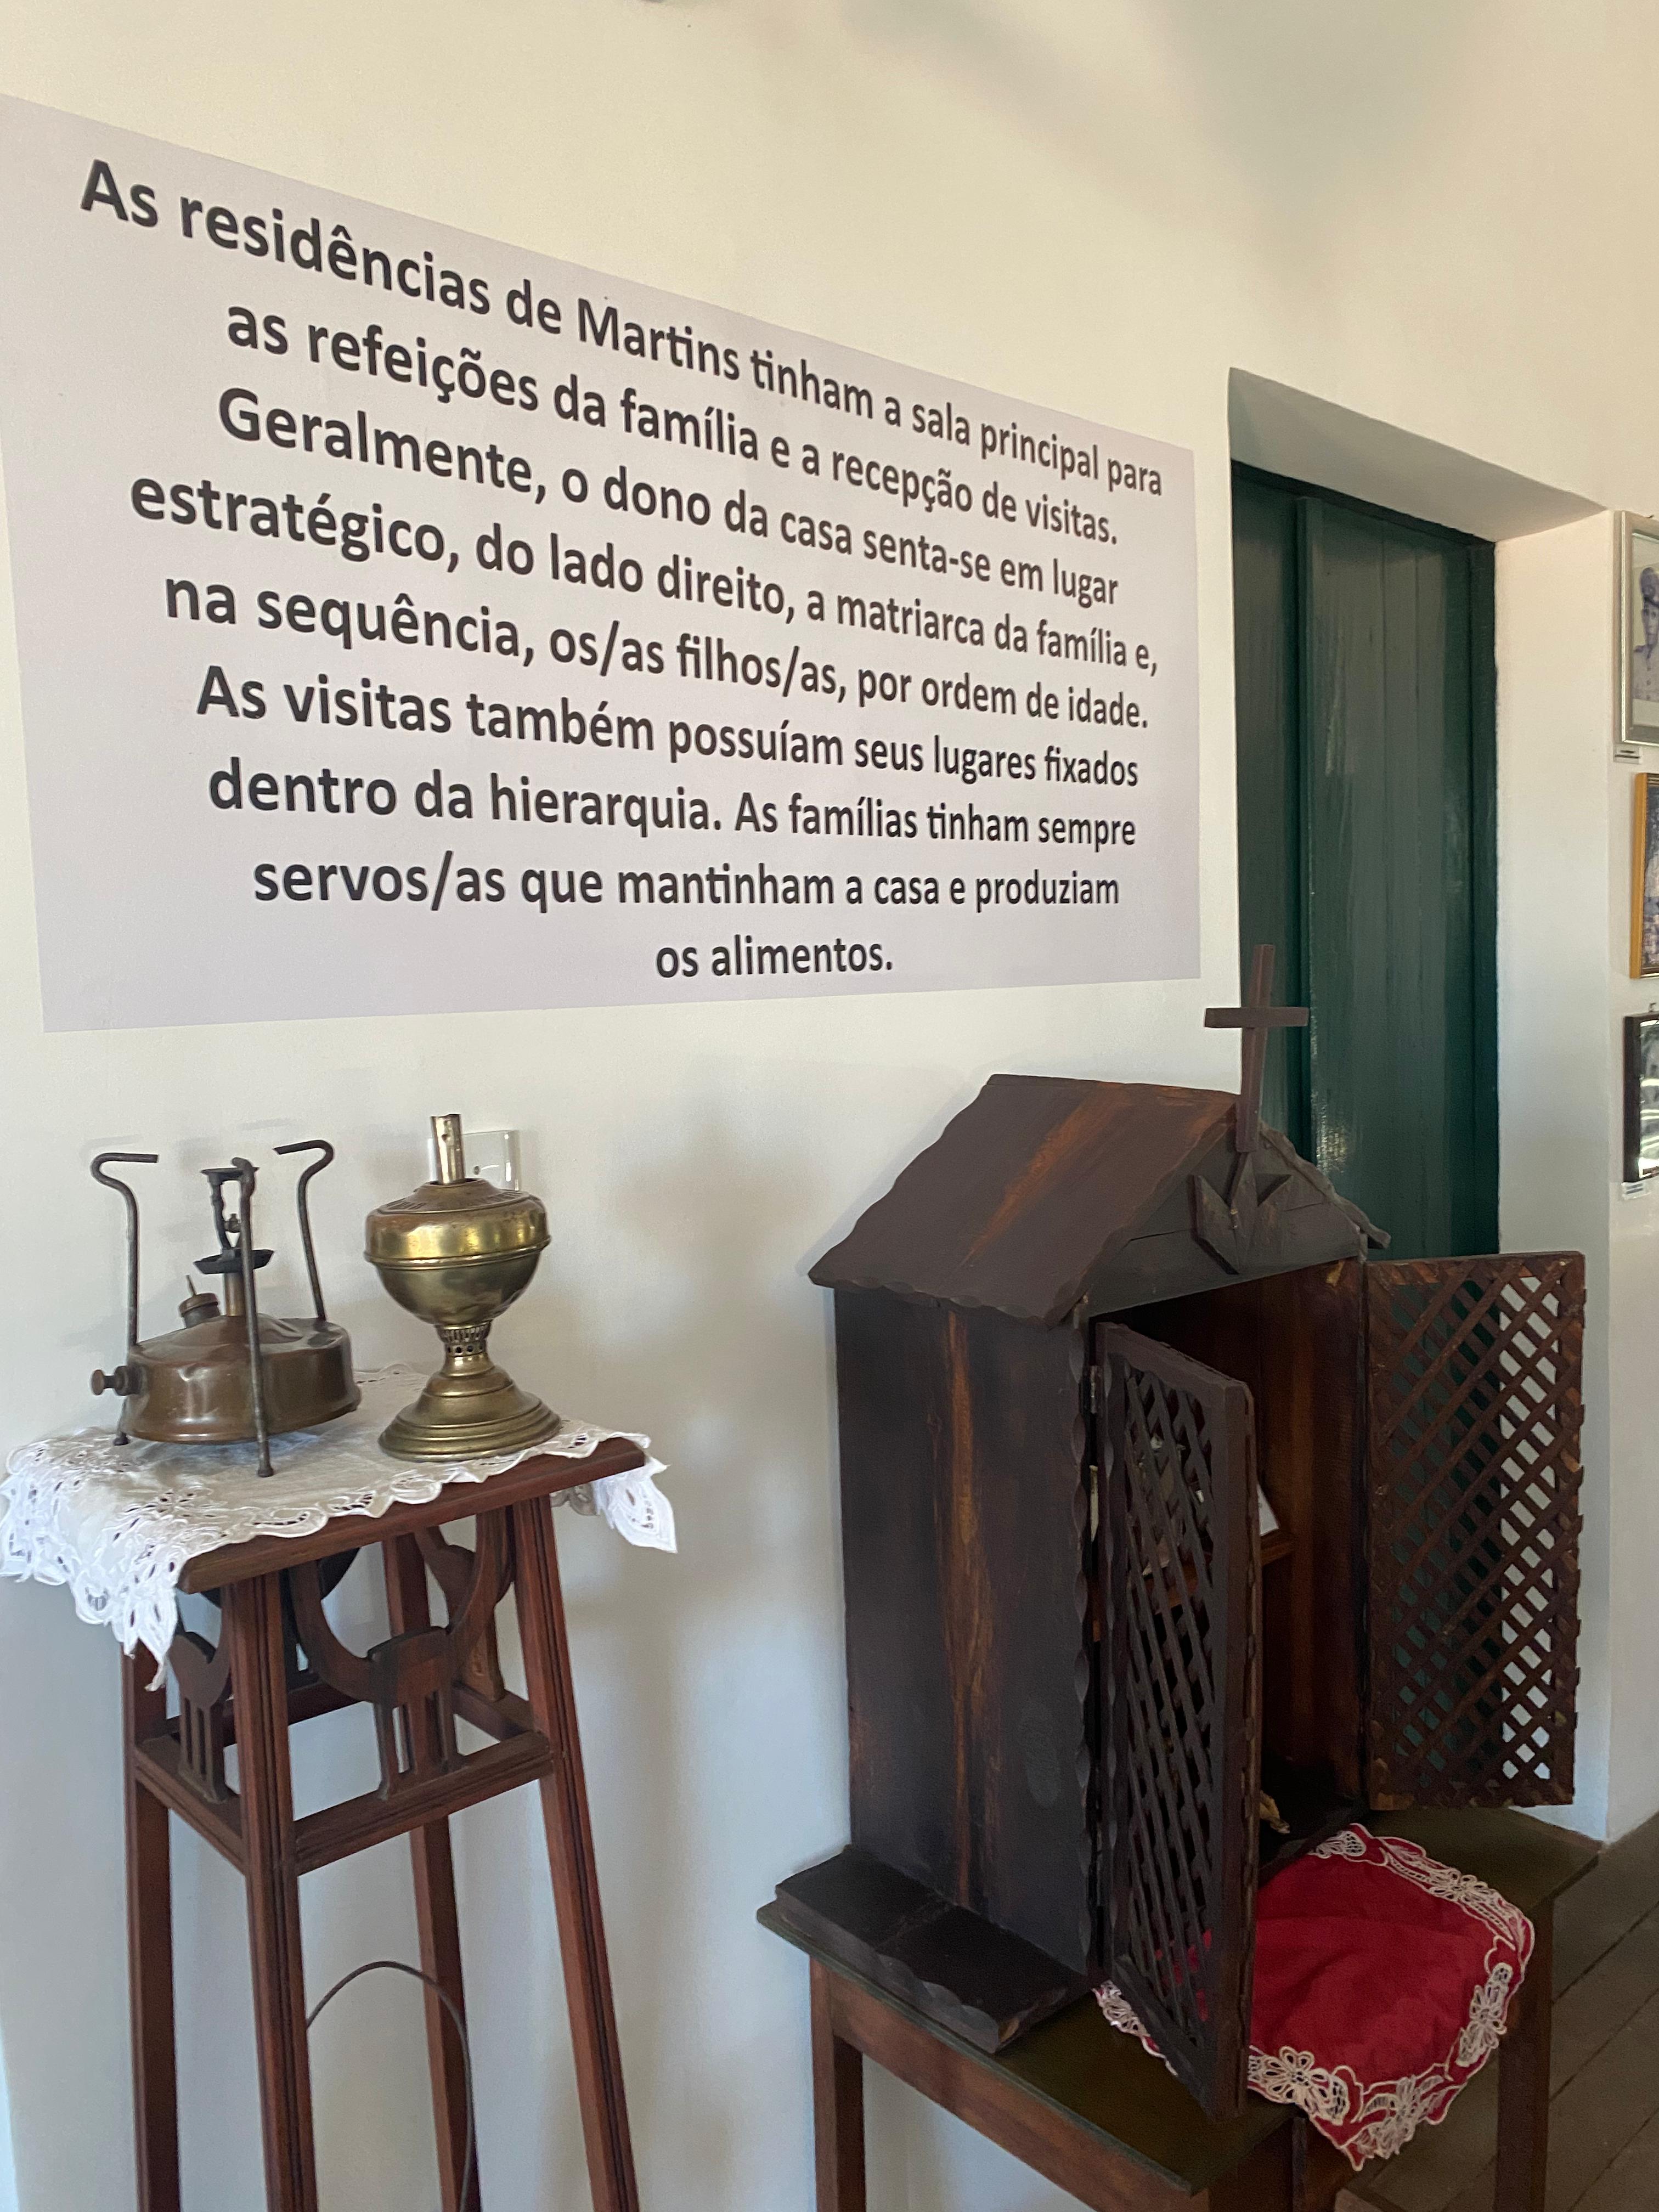 As residências de Martins tinham a sala principal para
as refeições da família e a recepção de visitas.
Geralmente, o dono da casa senta-se em lugar
estratégico, do lado direito, a matriarca da família e,
na sequência, os/as filhos/as, por ordem de idade.
As visitas também possuíam seus lugares fixados
dentro da hierarquia. As famílias tinham sempre
servos/as que mantinham a casa e produziam
os alimentos.